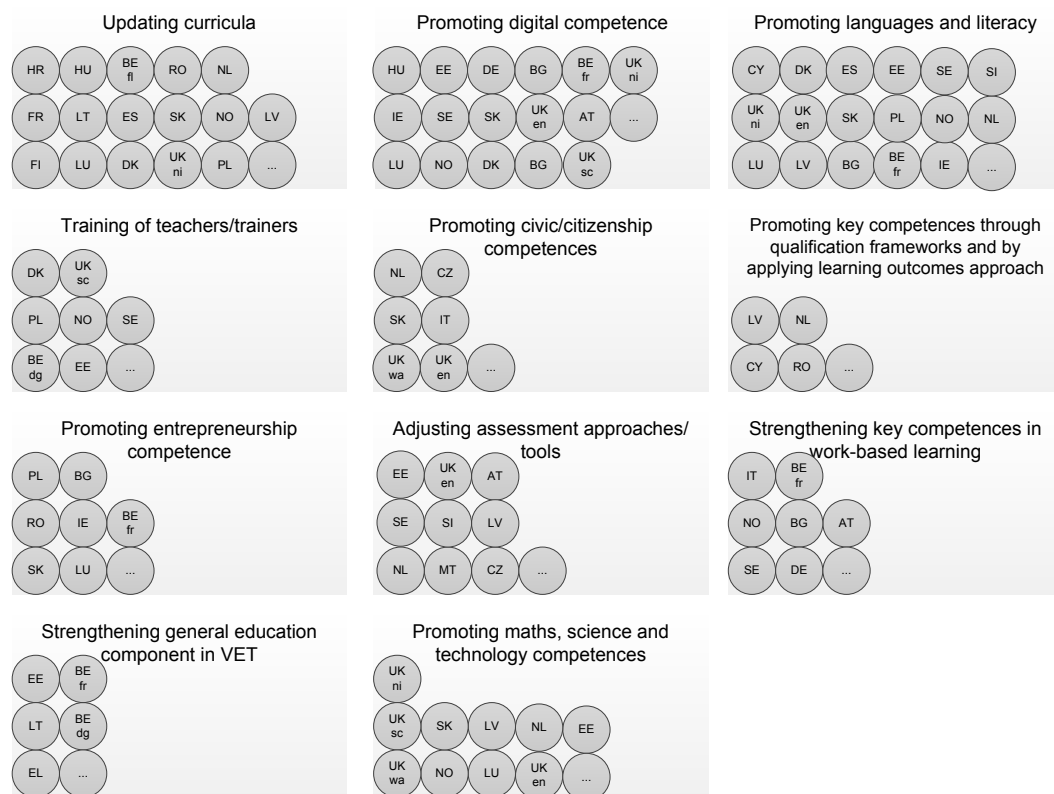 Updating curricula
HR HU BE fl RO NL
FR LT ES SK NO LV
FI LU DK UK ni PL ...
Promoting digital competence
HU EE DE BG BE fr UK ni
IE SE SK UK en AT ...
LU NO DK BG UK sc
Promoting languages and literacy
CY DK ES EE SE SI
UK ni UK en SK PL NO NL
LU LV BG BE fr IE ...
Training of teachers/trainers
DK UK sc
PL NO SE
BE dg EE ...
Promoting civic/citizenship
competences
NL CZ
SK IT
UK wa UK en ...
Promoting key competences through
qualification frameworks and by
applying learning outcomes approach
LV NL
CY RO ...
Promoting entrepreneurship
competence
PL BG
RO IE BE fr
SK LU ...
Adjusting assessment approaches/
tools
EE UK en AT
SE SI LV
NL MT CZ ...
Strengthening key competences in
work-based learning
IT BE fr
NO BG AT
SE DE ...
Strengthening general education
component in VET
EE BE fr
LT BE dg
EL ...
Promoting maths, science and
technology competences
UK ni
UK sc SK LV NL EE
UK wa NO LU UK en ...